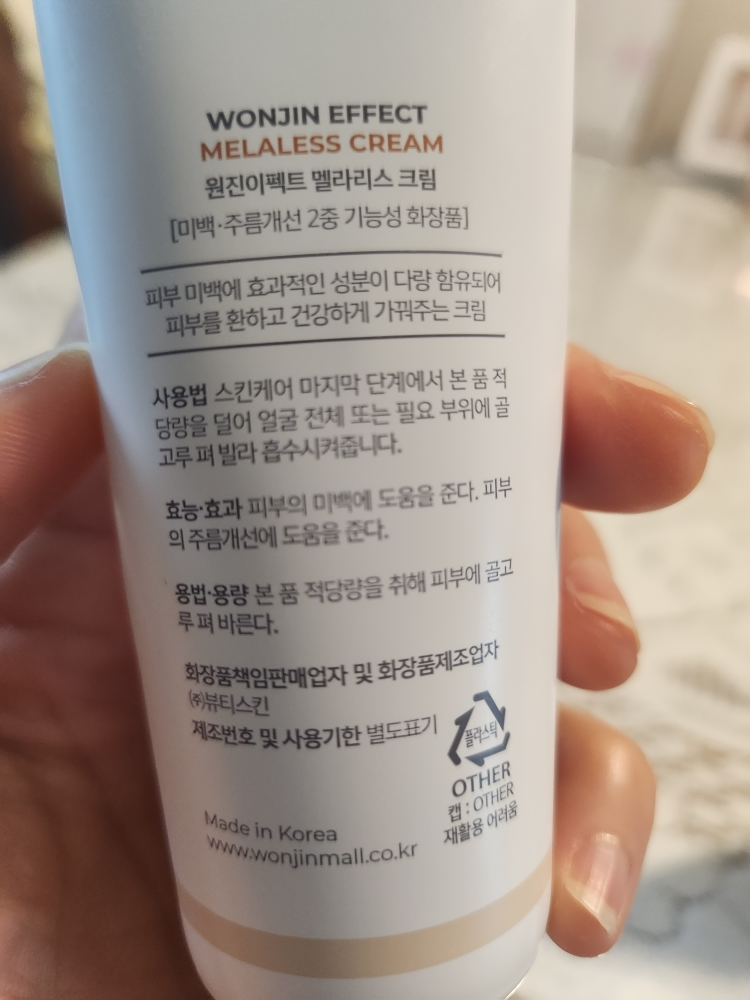 WONJIN EFFECT
MELALESS CREAM
원진이펙트 멜라리스 크림
[미백·주름개선 2중 기능성 화장품]
피부 미백에 효과적인 성분이 다량 함유되어
피부를 환하고 건강하게 가꿔주는 크림
사용법 스킨케어 마지막 단계에서 본 품 적
당량을 덜어 얼굴 전체 또는 필요 부위에 골
고루 펴 발라 흡수시켜줍니다.
효능·효과 피부의 미백에 도움을 준다. 피부
의 주름개선에 도움을 준다.
용법·용량 본 품 적당량을 취해 피부에 골고
루 펴 바른다.
화장품책임판매업자 및 화장품제조업자
㈜뷰티스킨
제조번호 및 사용기한 별도표기
플라스틱
OTHER
캡 : OTHER
재활용 어려움
Made in Korea
www.wonjinmall.co.kr